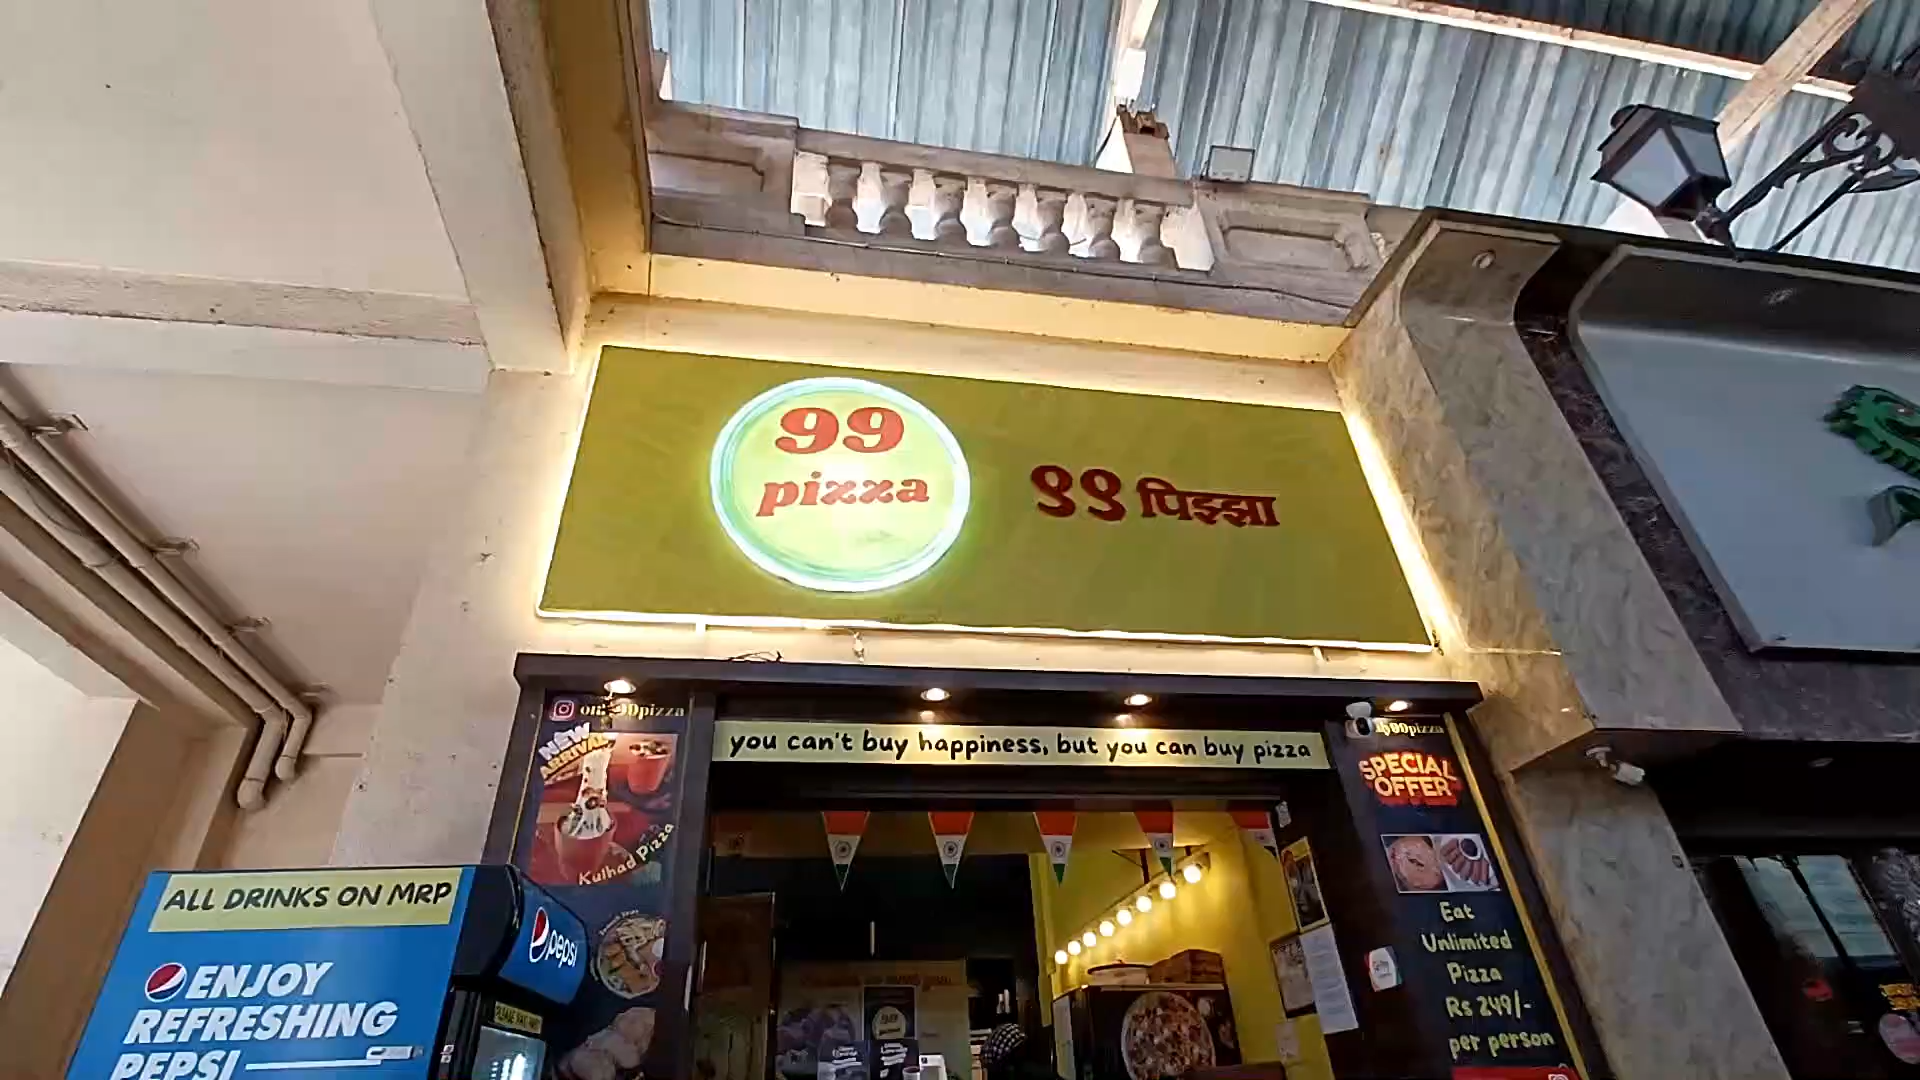 99
pizza
९९ पिझ्झा
you can't buy happiness, but you can buy pizza
NEW
ARRIVAL
Kulhad Pizza
SPECIAL
OFFER
Eat
Unlimited
Pizza
Rs 249/-
per person
ALL DRINKS ON MRP
ENJOY
REFRESHING
PEPSI
pepsi